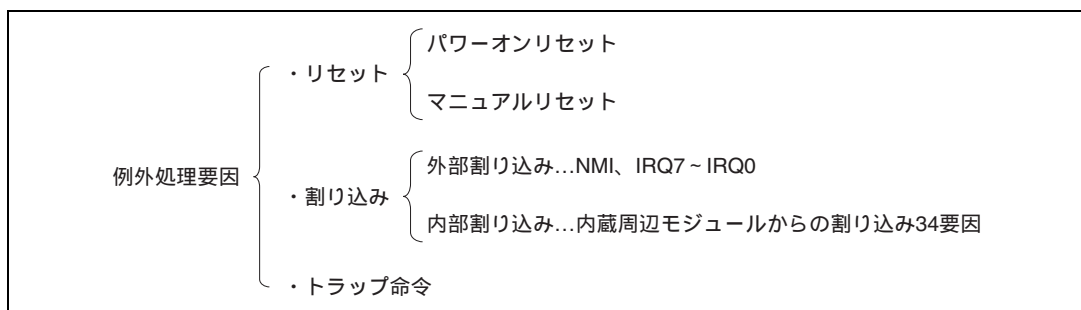 パワーオンリセット
・リセット
マニュアルリセット
例外処理要因
外部割り込み…NMI、IRQ7~IRQ0
・割り込み
内部割り込み…内蔵周辺モジュールからの割り込み34要因
・トラップ命令